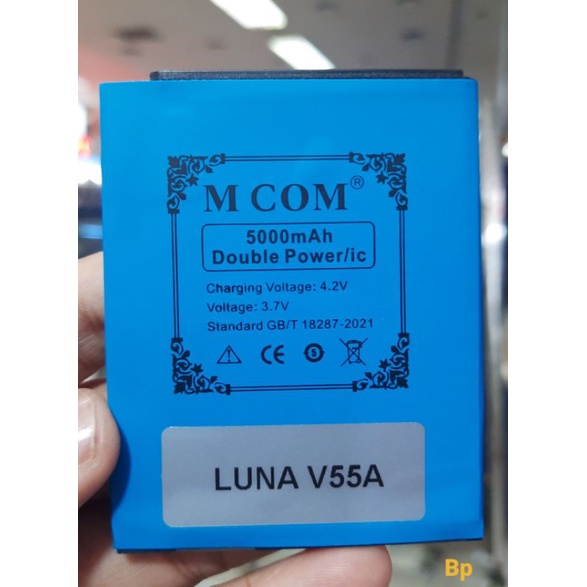 M COM®
5000mAh
Double Power/ic
Charging Voltage: 4.2V
Voltage: 3.7V
Standard GB/T 18287-2021
CE
LUNA V55A
Bp